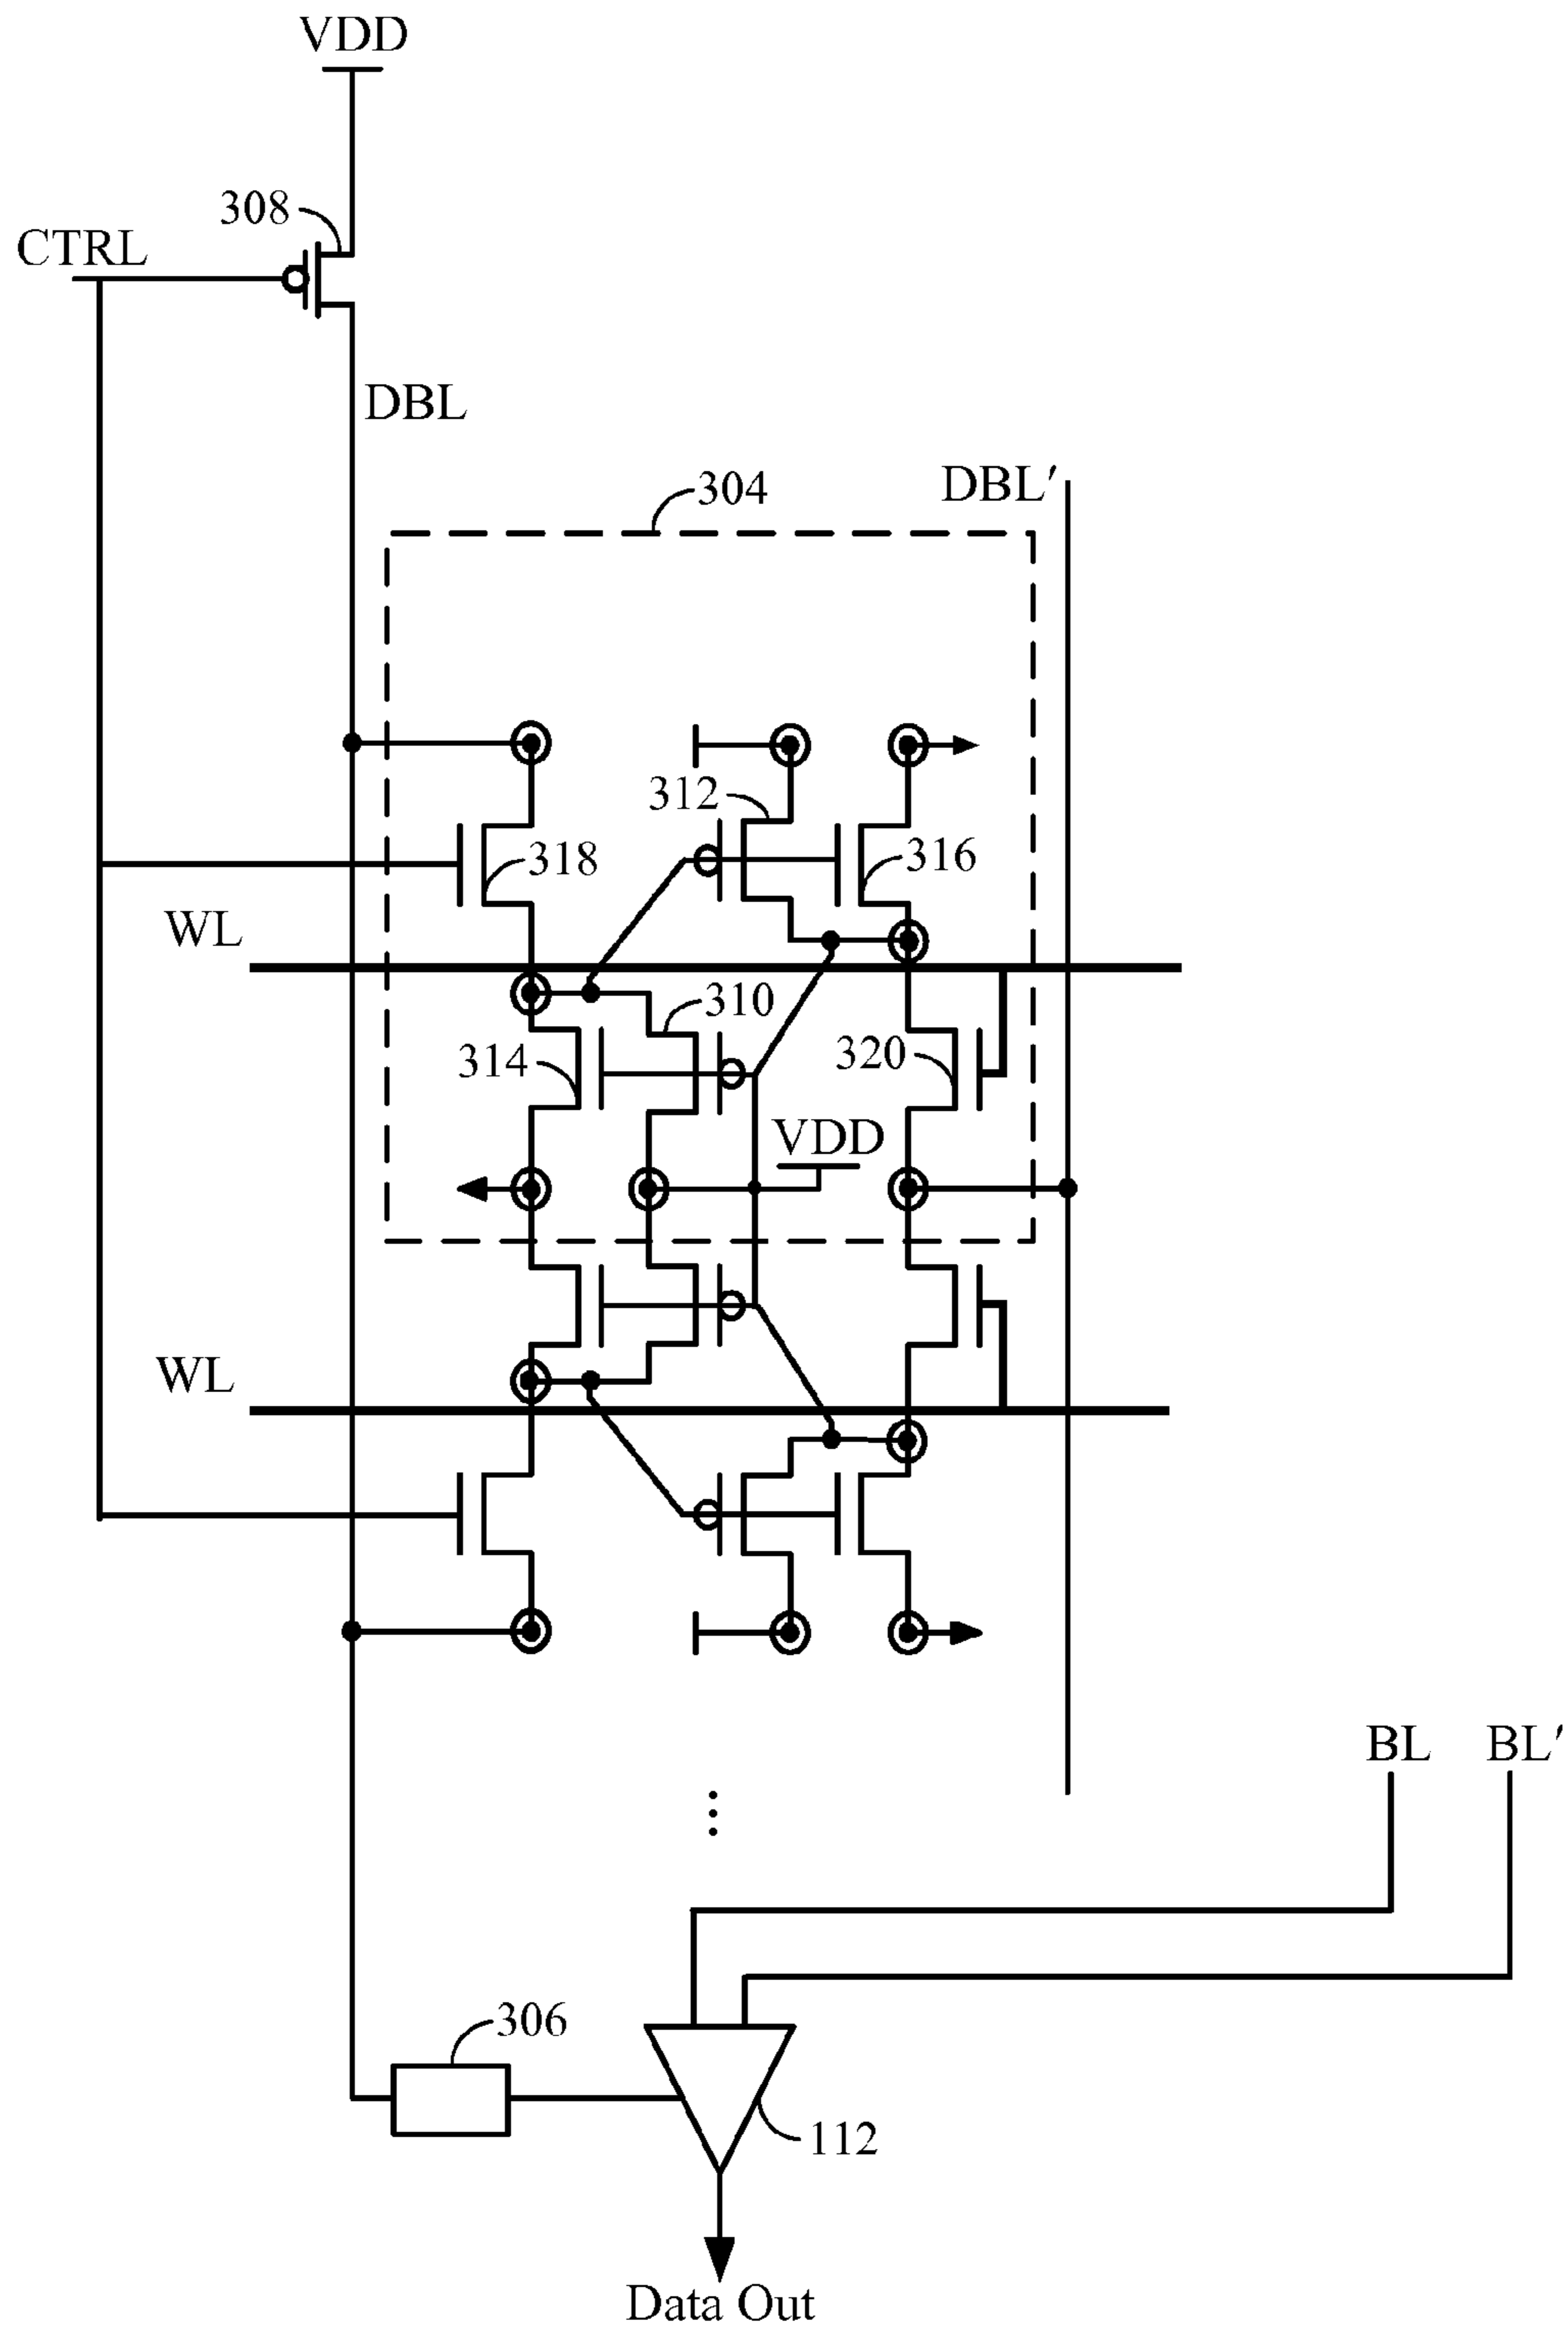 VDD
308
CTRL
DBL
304
DBL′
312
318
316
WL
310
314
320
VDD
WL
BL
BL′
306
112
Data Out